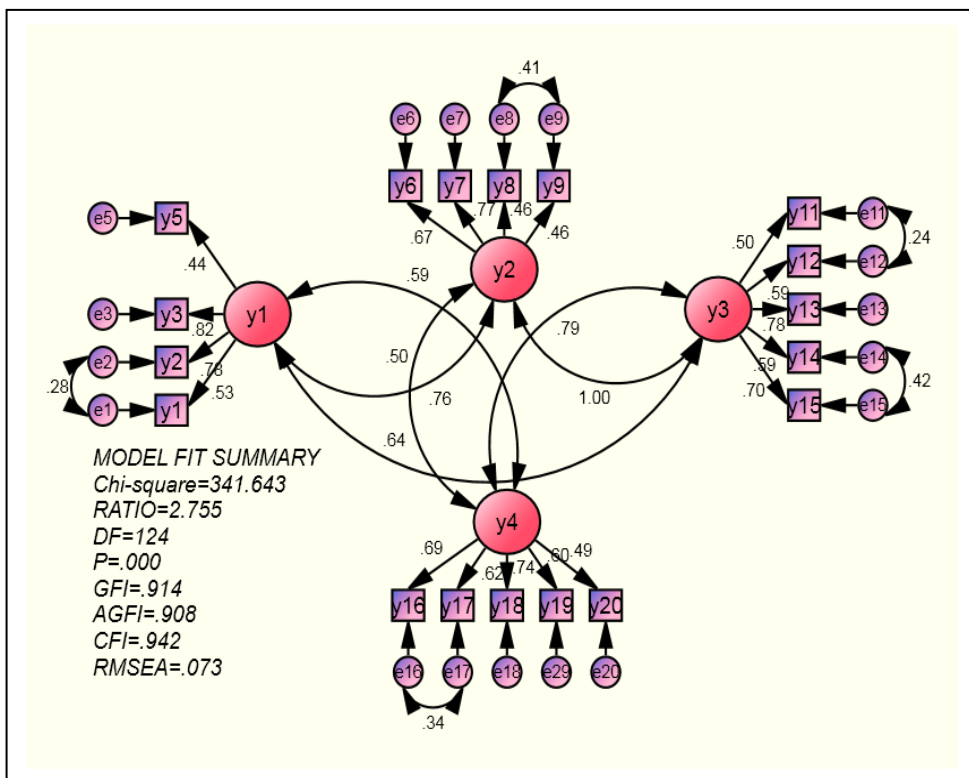 .41
e6 e7 e8 e9
y6 y7 y8 y9
.67 .77 .46 .46
y2
e5 y5
.44
e3 y3
.82
y1
e2 y2
.78
.28
e1 y1
.53
y11 e11
.50
.24
y12 e12
.59
y3
y13 e13
.78
y14 e14
.59
.42
y15 e15
.70
.59
.79
.50
.76
1.00
.64
MODEL FIT SUMMARY
Chi-square=341.643
RATIO=2.755
DF=124
P=.000
GFI=.914
AGFI=.908
CFI=.942
RMSEA=.073
y4
.69 .62 .74 .60 .49
y16 y17 y18 y19 y20
e16 e17 e18 e29 e20
.34